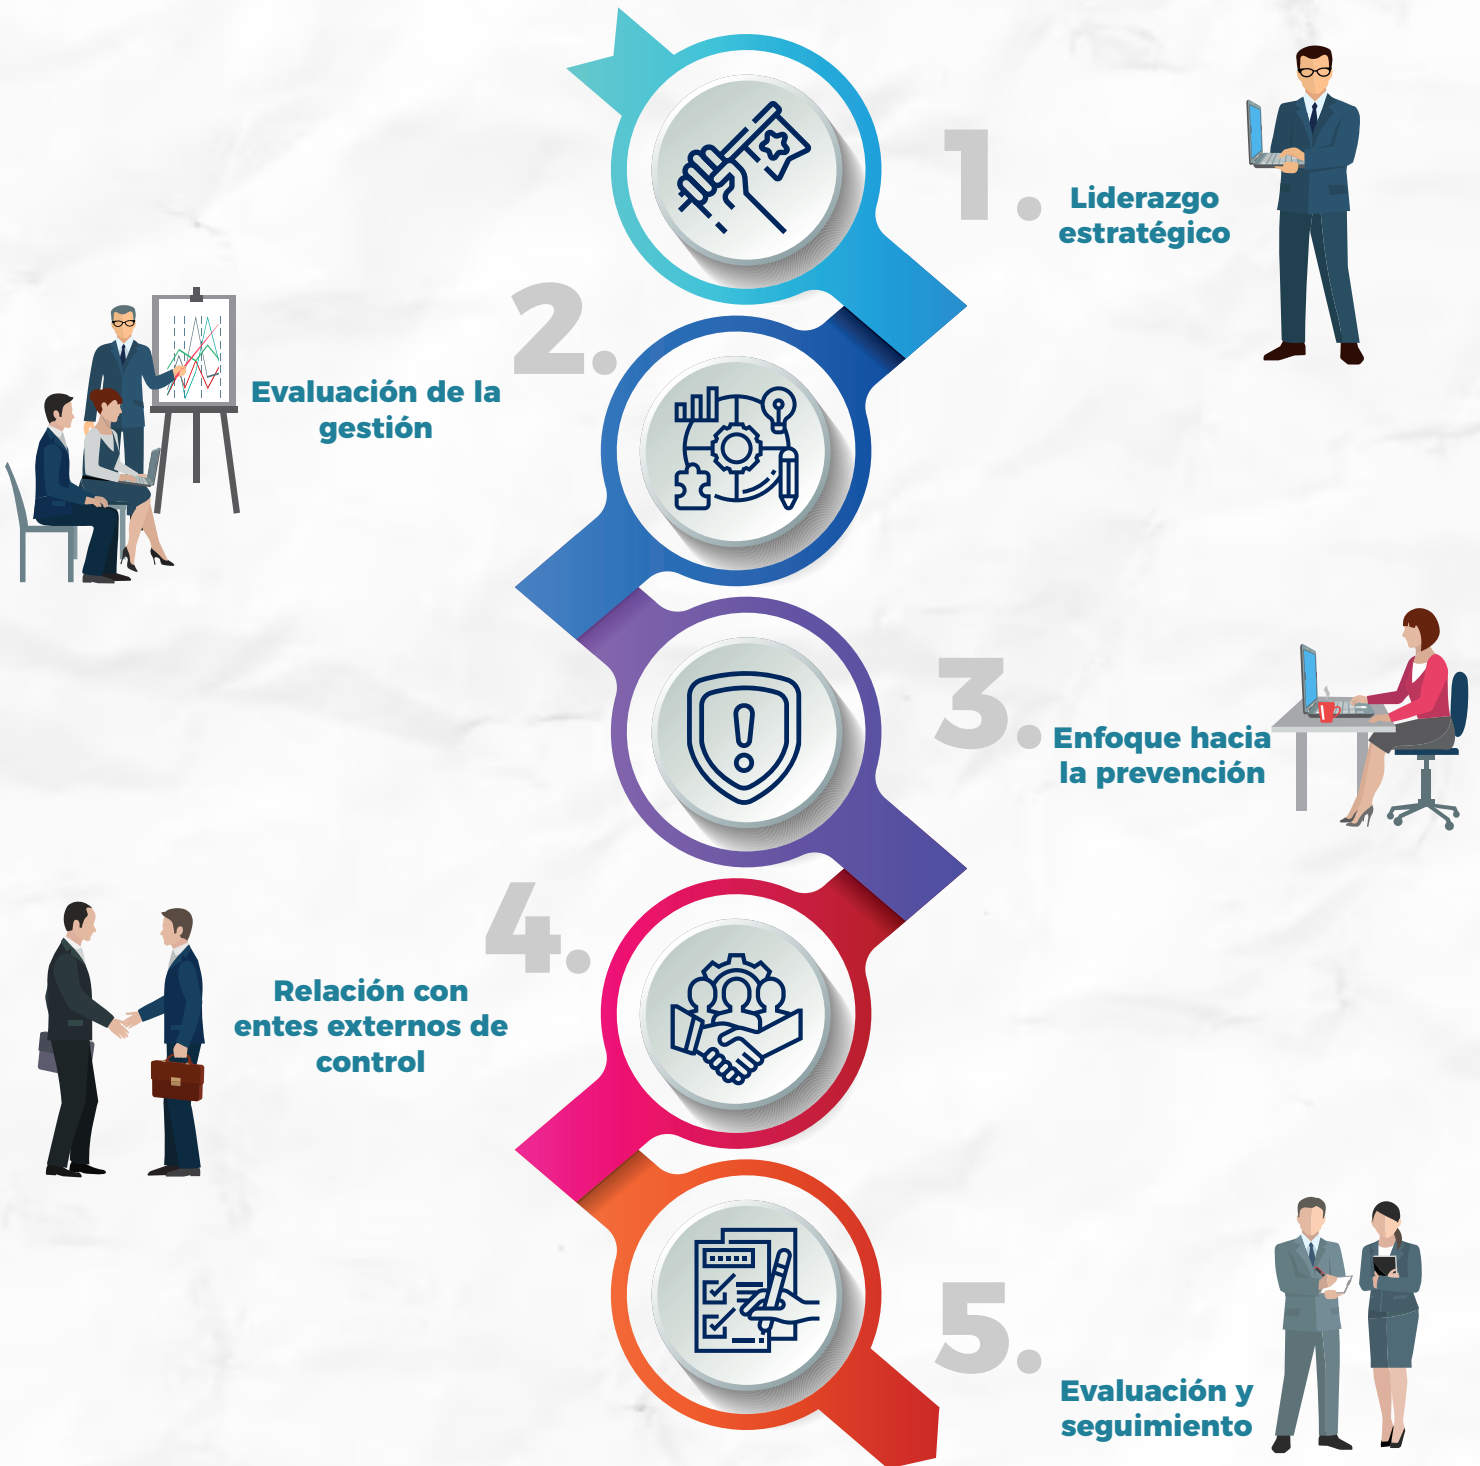 1.
Liderazgo
estratégico
2.
Evaluación de la
gestión
3.
Enfoque hacia
la prevención
4.
Relación con
entes externos de
control
5.
Evaluación y
seguimiento